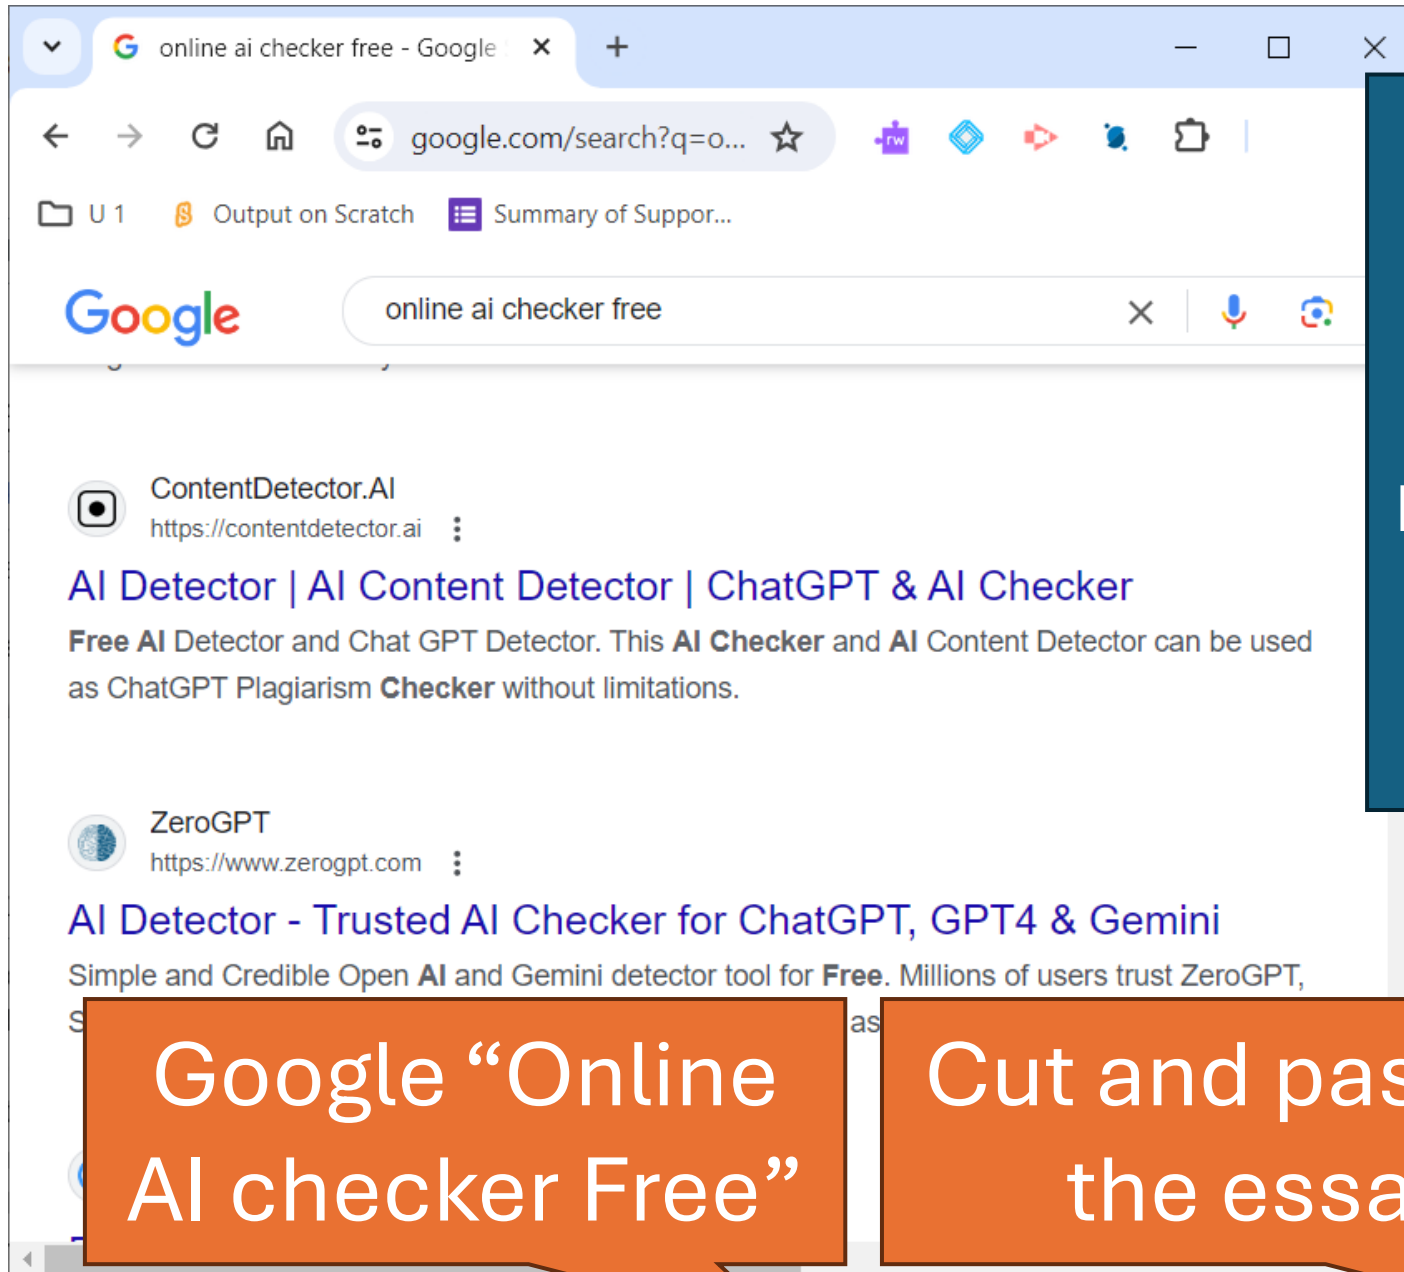 online ai checker free - Google
google.com/search?q=o...
rw
U 1 Output on Scratch Summary of Suppor...
Google online ai checker free
ContentDetector.AI
https://contentdetector.ai
AI Detector | AI Content Detector | ChatGPT & AI Checker
Free AI Detector and Chat GPT Detector. This AI Checker and AI Content Detector can be used
as ChatGPT Plagiarism Checker without limitations.
ZeroGPT
https://www.zerogpt.com
AI Detector - Trusted AI Checker for ChatGPT, GPT4 & Gemini
Simple and Credible Open AI and Gemini detector tool for Free. Millions of users trust ZeroGPT,
as
Google “Online
AI checker Free”
Cut and pas
the essa